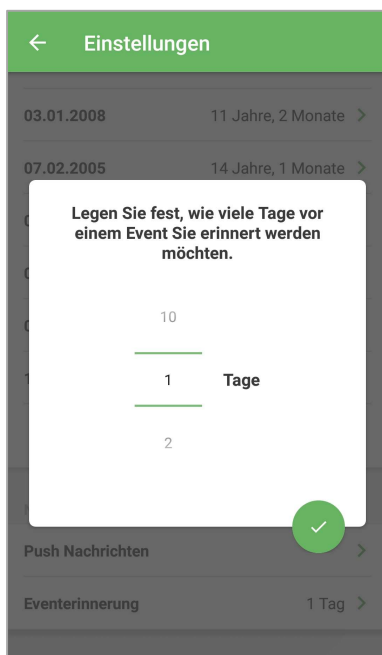 Einstellungen
03.01.2008 11 Jahre, 2 Monate
07.02.2005 14 Jahre, 1 Monate
Legen Sie fest, wie viele Tage vor
einem Event Sie erinnert werden
möchten.
10
1 Tage
2
Push Nachrichten
Eventerinnerung 1 Tag